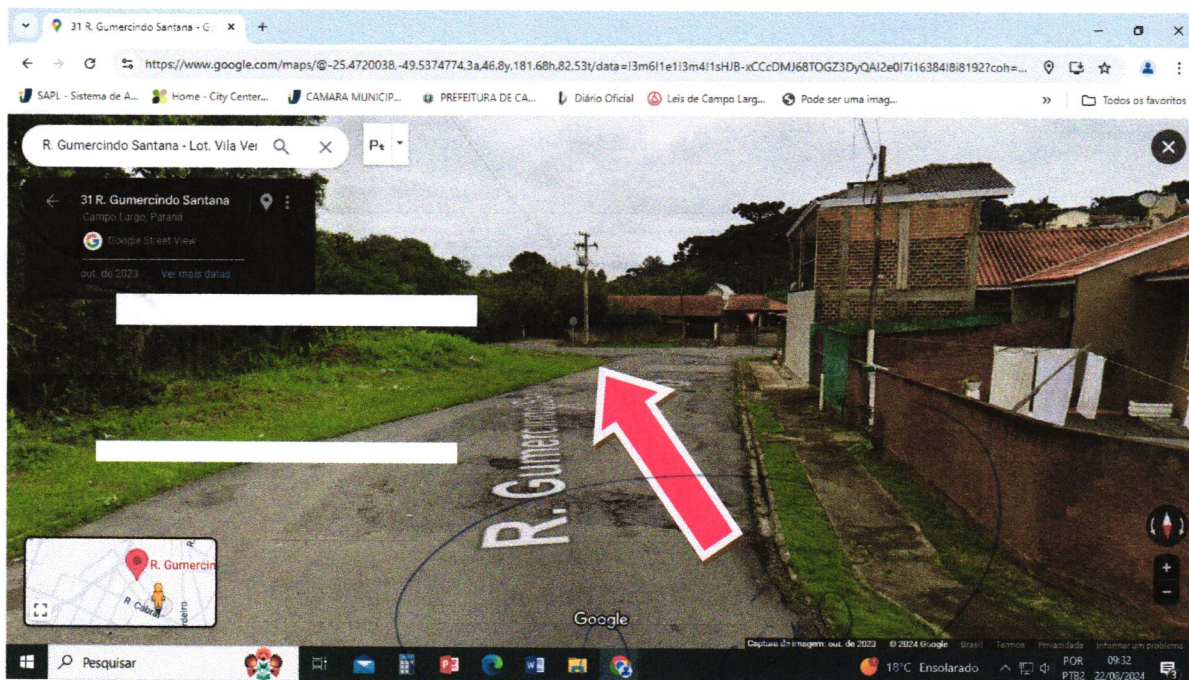 31 R. Gumercindo Santana - G
https://www.google.com/maps/@-25.4720038,-49.5374774,3a,46.8y,181.68h,82.53t/data=!3m6!1e1!3m4!1sHJB-xCCcDMJ68TOGZ3DyQA!2e0!7i16384!8i8192?coh=...
SAPL - Sistema de A... Home - City Center... CAMARA MUNICIP... PREFEITURA DE CA... Diário Oficial Leis de Campo Larg... Pode ser uma imag... » Todos os favoritos
R. Gumercindo Santana - Lot. Vila Ver
31 R. Gumercindo Santana
Campo Largo, Paraná
Google Street View
out. de 2023 Ver mais datas
R. Gumercindo
R. Gumercin
R. Cabral
rdeiro
Google
Captura da imagem: out. de 2023 © 2024 Google Brasil Termos Privacidade Informar um problema
Pesquisar
18°C Ensolarado
POR
PTB2
09:32
22/08/2024
3